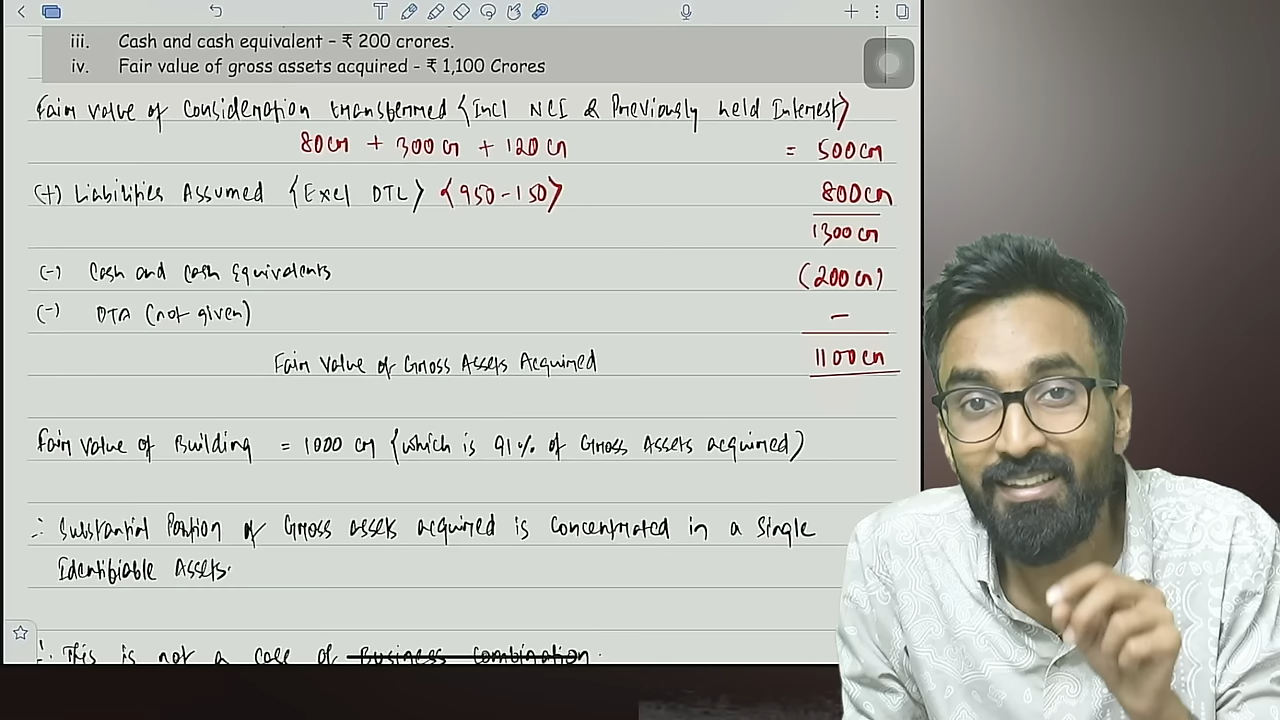 iii. Cash and cash equivalent – ₹ 200 crores.
iv. Fair value of gross assets acquired - ₹ 1,100 Crores
Fair value of Consideration transferred {Incl NCI & Previously held Interest}
80cr + 300cr + 120cr = 500cr
(+) Liabilities Assumed {Excl DTL} {950-150} 800cr
1300cr
(-) Cash and Cash Equivalents (200cr)
(-) DTA (not given) —
Fair Value of Gross Assets Acquired 1100cr
Fair Value of Building = 1000 cr {which is 91% of Gross Assets acquired}
∴ Substantial Portion of Gross assets acquired is concentrated in a Single
Identifiable Assets.
∴ This is not a case of Business Combination.